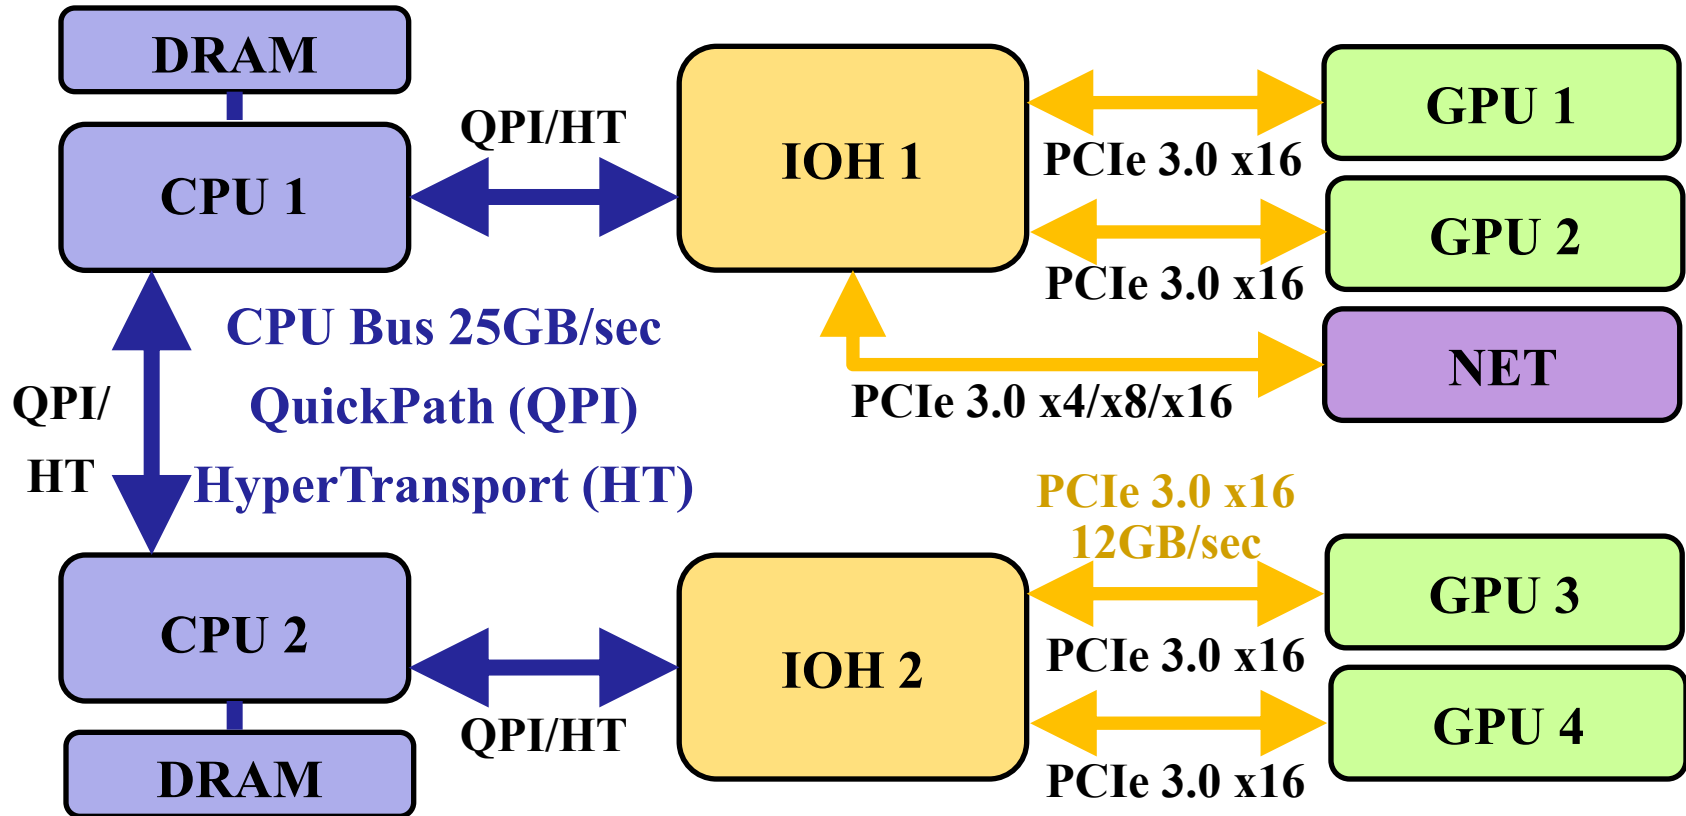 DRAM
CPU 1
QPI/HT
IOH 1
PCIe 3.0 x16
GPU 1
PCIe 3.0 x16
GPU 2
PCIe 3.0 x4/x8/x16
NET
QPI/
HT
CPU Bus 25GB/sec
QuickPath (QPI)
HyperTransport (HT)
PCIe 3.0 x16
12GB/sec
CPU 2
QPI/HT
IOH 2
PCIe 3.0 x16
GPU 3
PCIe 3.0 x16
GPU 4
DRAM